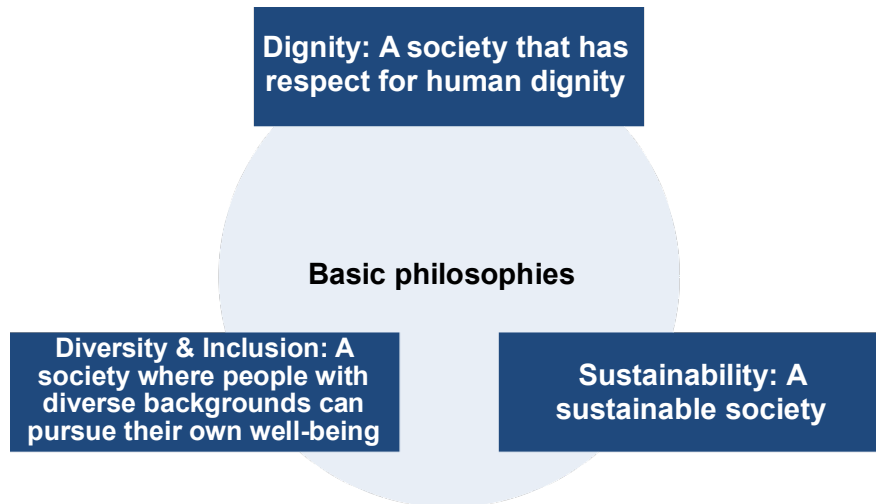 Dignity: A society that has
respect for human dignity
Basic philosophies
Diversity & Inclusion: A
society where people with
diverse backgrounds can
pursue their own well-being
Sustainability: A
sustainable society